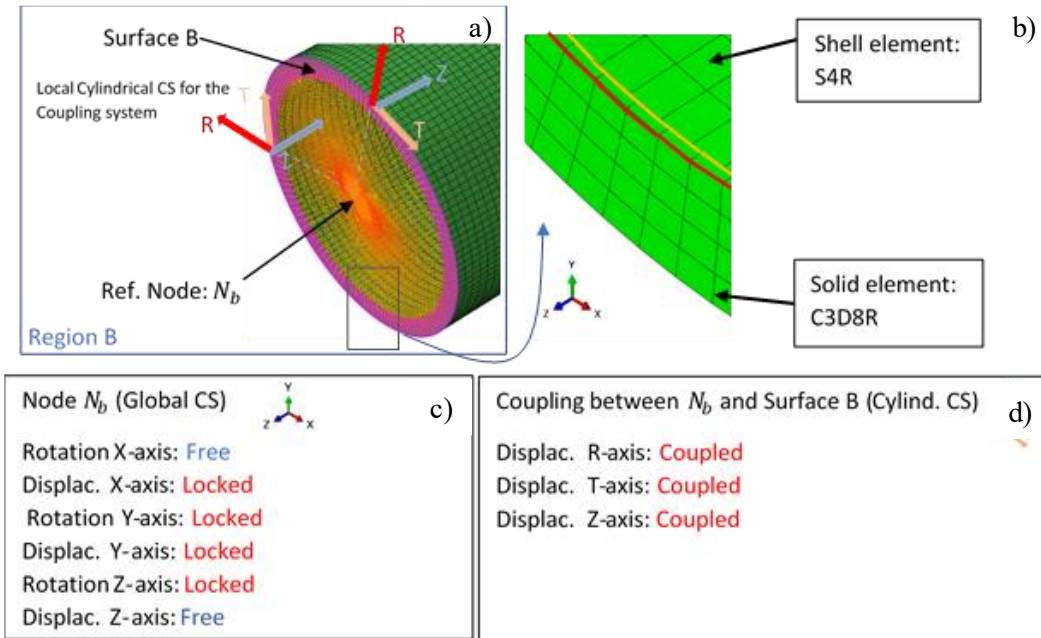 a)
Surface B
R
Z
Local Cylindrical CS for the
Coupling system
T
R
T
Z
Ref. Node: N_b
Region B
b)
Shell element:
S4R
Solid element:
C3D8R
Y
Z X
c)
Node N_b (Global CS)
Y
Z X
Rotation X-axis: Free
Displac. X-axis: Locked
Rotation Y-axis: Locked
Displac. Y-axis: Locked
Rotation Z-axis: Locked
Displac. Z-axis: Free
d)
Coupling between N_b and Surface B (Cylind. CS)
Displac. R-axis: Coupled
Displac. T-axis: Coupled
Displac. Z-axis: Coupled